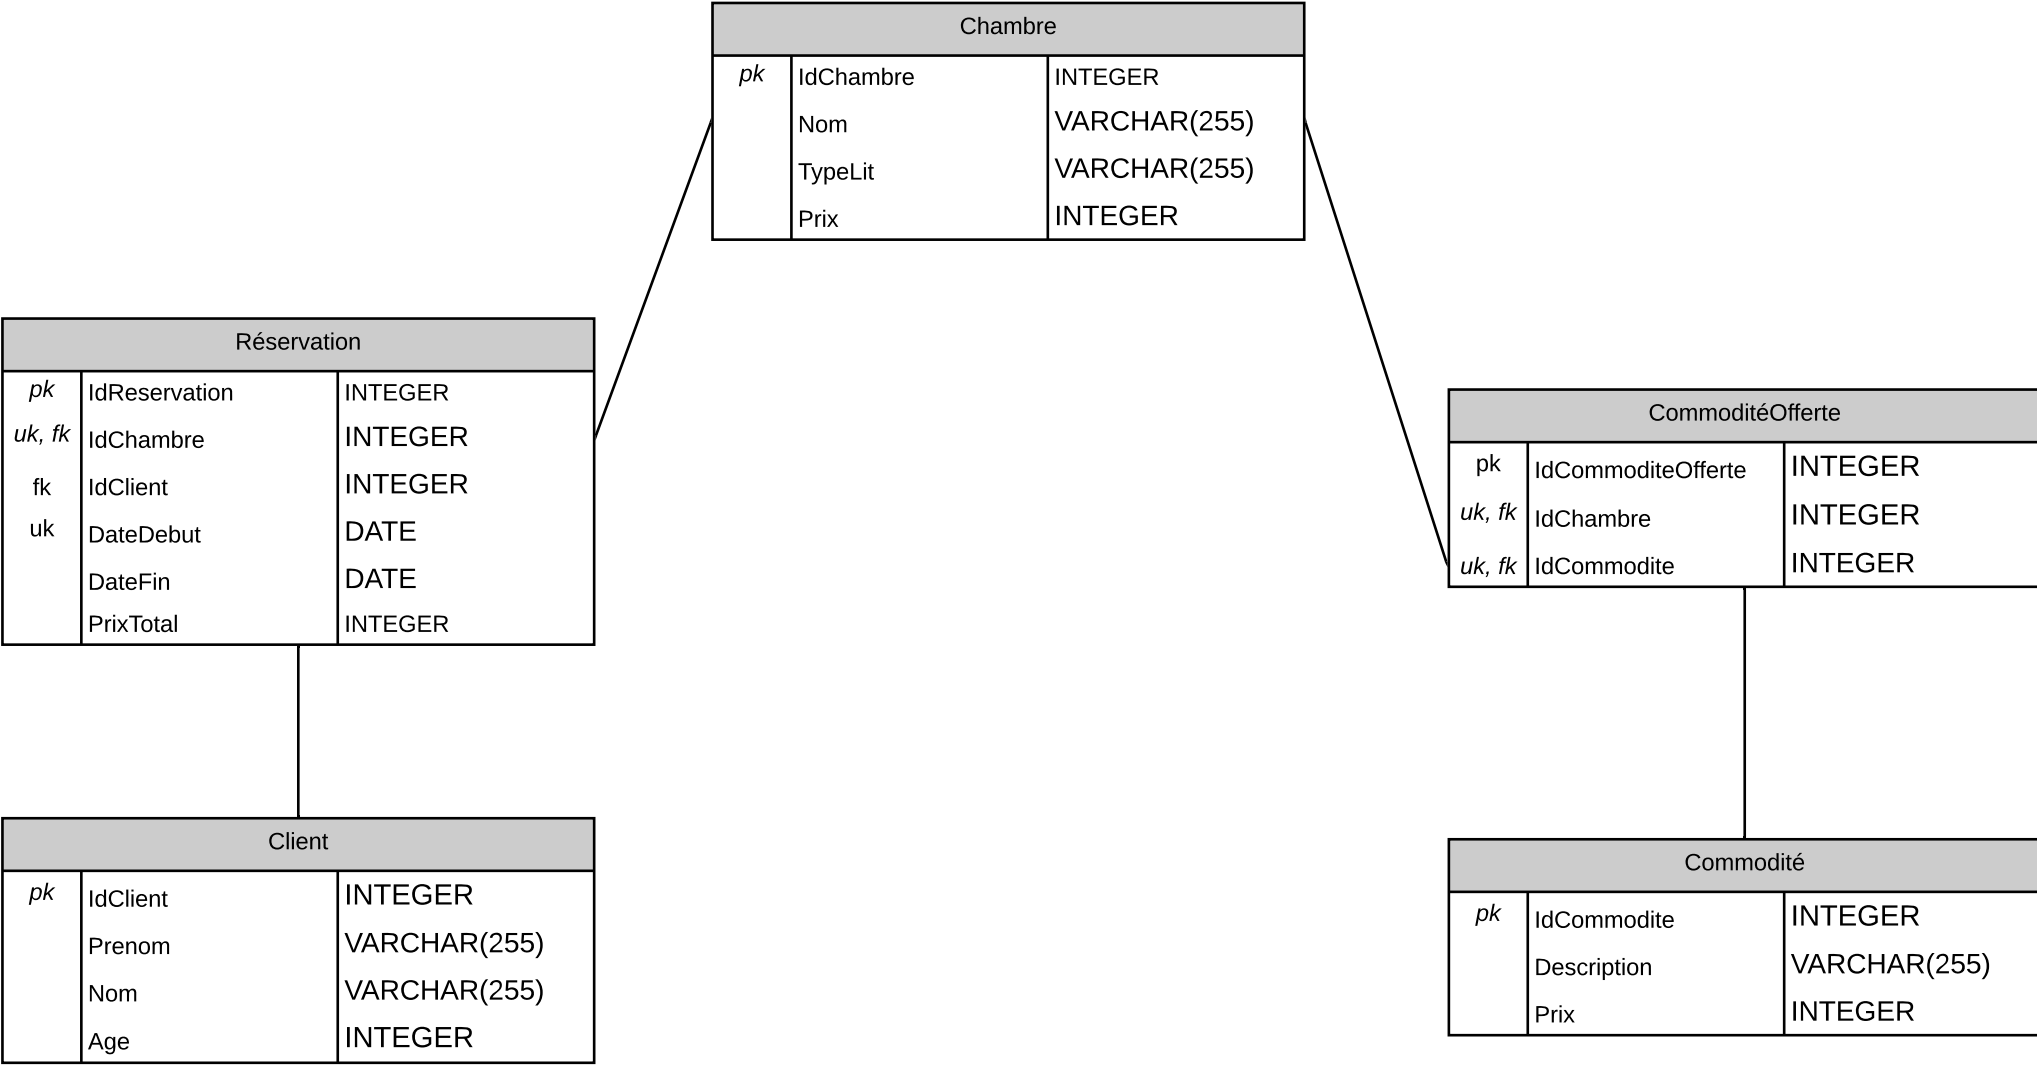 Chambre
pk IdChambre INTEGER
Nom VARCHAR(255)
TypeLit VARCHAR(255)
Prix INTEGER
Réservation
pk IdReservation INTEGER
uk, fk IdChambre INTEGER
fk IdClient INTEGER
uk DateDebut DATE
DateFin DATE
PrixTotal INTEGER
CommoditéOfferte
pk IdCommoditeOfferte INTEGER
uk, fk IdChambre INTEGER
uk, fk IdCommodite INTEGER
Client
pk IdClient INTEGER
Prenom VARCHAR(255)
Nom VARCHAR(255)
Age INTEGER
Commodité
pk IdCommodite INTEGER
Description VARCHAR(255)
Prix INTEGER